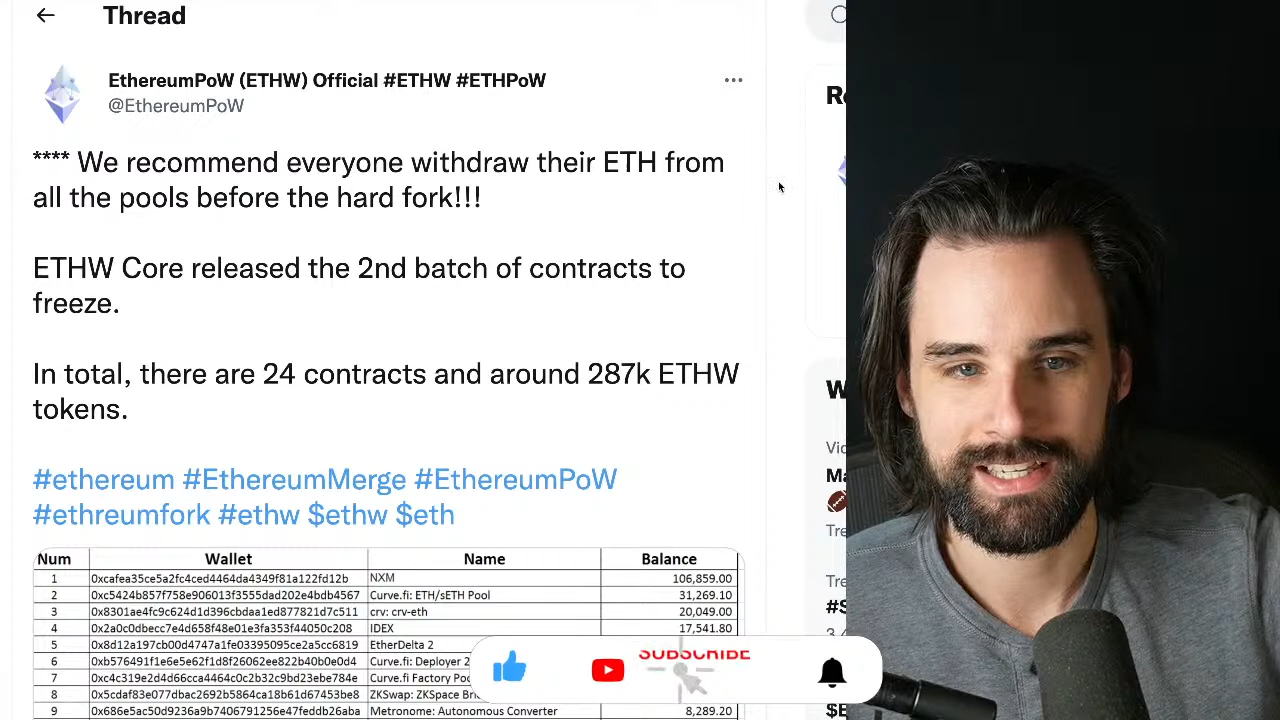 Thread
EthereumPoW (ETHW) Official #ETHW #ETHPoW
@EthereumPoW
**** We recommend everyone withdraw their ETH from
all the pools before the hard fork!!!
ETHW Core released the 2nd batch of contracts to
freeze.
In total, there are 24 contracts and around 287k ETHW
tokens.
#ethereum #EthereumMerge #EthereumPoW
#ethreumfork #ethw $ethw $eth
Num Wallet Name Balance
1 0xcafea35ce5a2fc4ced4464da4349f81a122fd12b NXM 106,859.00
2 0xc5424b857f758e906013f3555dad202e4bdb4567 Curve.fi: ETH/sETH Pool 31,269.10
3 0x8301ae4fc9c624d1d396cbdaa1ed877821d7c511 crv: crv-eth 20,049.00
4 0x2a0c0dbecc7e4d658f48e01e3fa353f44050c208 IDEX 17,541.80
5 0x8d12a197cb00d4747a1fe03395095ce2a5cc6819 EtherDelta 2
6 0xb576491f1e6e5e62f1d8f26062ee822b40b0e0d4 Curve.fi: Deployer 2
7 0xc4c319e2d4d66cca4464c0c2b32c9bd23ebe784e Curve.fi Factory Poo
8 0x5cdaf83e077dbac2692b5864ca18b61d67453be8 ZKSwap: ZKSpace Bri
9 0x686e5ac50d9236a9b7406791256e47feddb26aba Metronome: Autonomous Converter 8,289.20
SUBSCRIBE